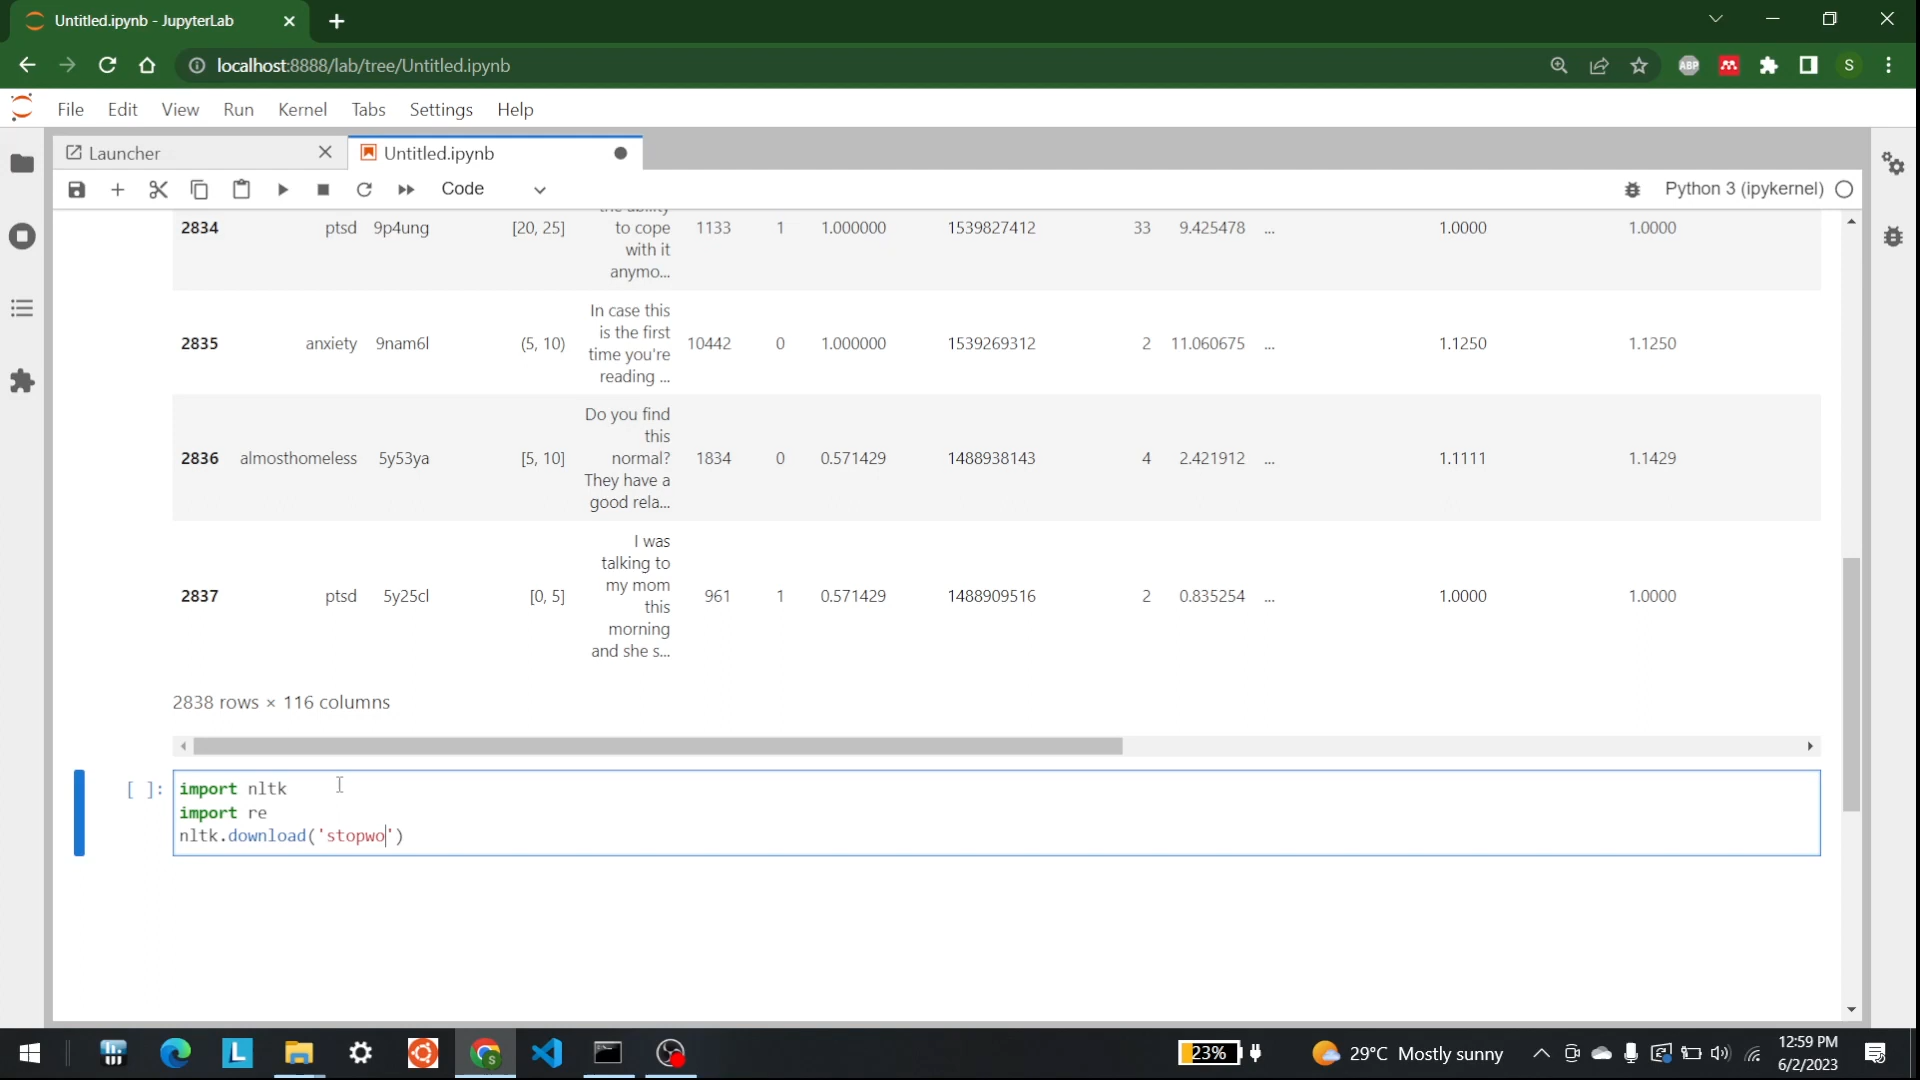 Untitled.ipynb - JupyterLab
localhost:8888/lab/tree/Untitled.ipynb
ABP
S
File Edit View Run Kernel Tabs Settings Help
Launcher
Untitled.ipynb
Code
Python 3 (ipykernel)
the ability
2834 ptsd 9p4ung [20, 25] to cope 1133 1 1.000000 1539827412 33 9.425478 ... 1.0000 1.0000
with it
anymo...
In case this
is the first
2835 anxiety 9nam6l (5, 10) time you're 10442 0 1.000000 1539269312 2 11.060675 ... 1.1250 1.1250
reading ...
Do you find
this
2836 almosthomeless 5y53ya [5, 10] normal? 1834 0 0.571429 1488938143 4 2.421912 ... 1.1111 1.1429
They have a
good rela...
I was
talking to
my mom
2837 ptsd 5y25cl [0, 5] this 961 1 0.571429 1488909516 2 0.835254 ... 1.0000 1.0000
morning
and she s...
2838 rows × 116 columns
[ ]: import nltk
import re
nltk.download('stopwo')
L
S
23%
29°C Mostly sunny
12:59 PM
6/2/2023